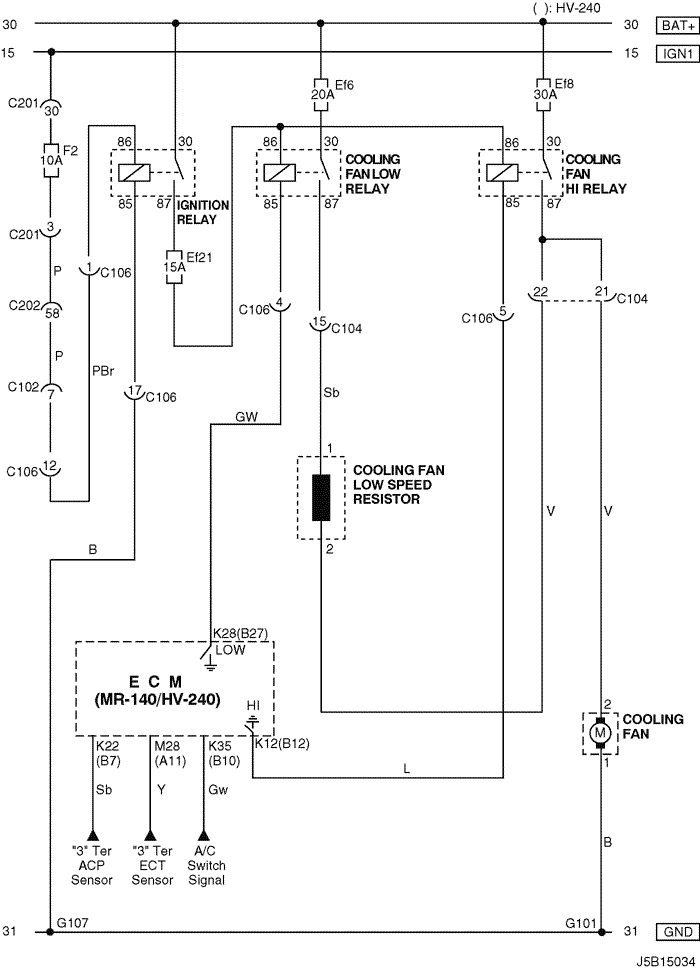 ( ): HV-240
30
30
BAT+
15
15
IGN1
C201
30
Ef6
20A
Ef8
30A
F2
10A
86
30
86
30
86
30
COOLING
FAN LOW
RELAY
COOLING
FAN
HI RELAY
85
87
IGNITION
RELAY
85
87
85
87
3
C201
Ef21
15A
P
1
C106
C202
58
4
C106
15
C104
5
C106
22
21
C104
P
PBr
C102
7
17
C106
Sb
GW
12
C106
1
COOLING FAN
LOW SPEED
RESISTOR
2
V
V
B
K28(B27)
LOW
E C M
(MR-140/HV-240)
HI
K12(B12)
2
COOLING
FAN
M
1
K22
(B7)
M28
(A11)
K35
(B10)
L
Sb
Y
Gw
B
"3" Ter
ACP
Sensor
"3" Ter
ECT
Sensor
A/C
Switch
Signal
31
G107
G101
31
GND
J5B15034